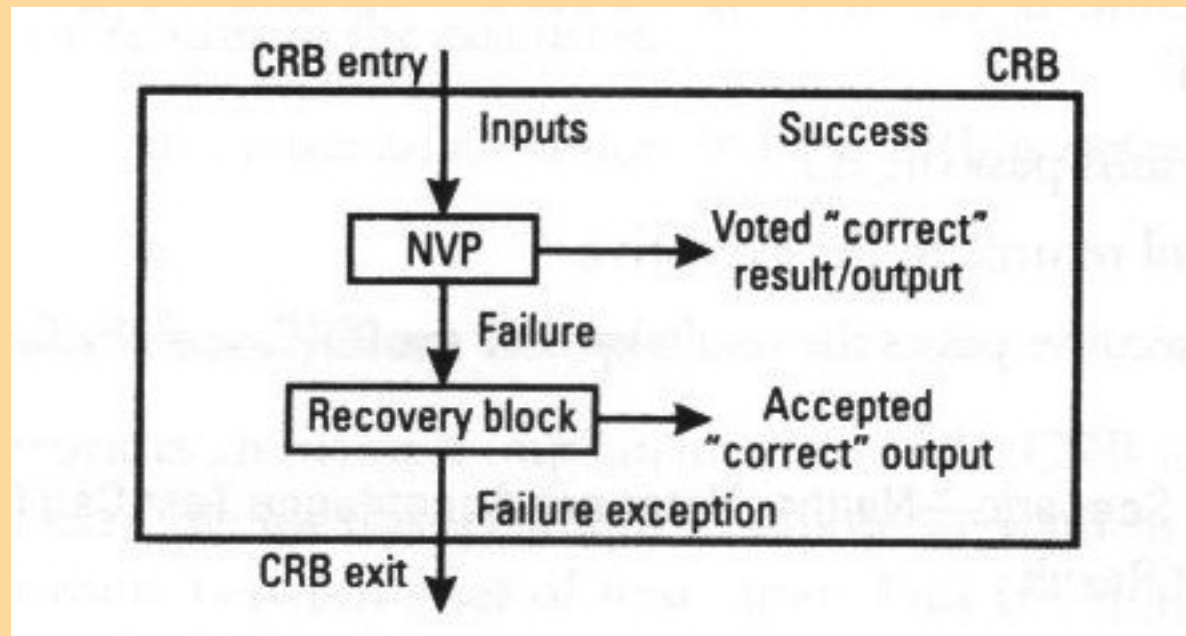 CRB entry
CRB
Inputs
Success
NVP
Voted "correct"
result/output
Failure
Recovery block
Accepted
"correct" output
Failure exception
CRB exit